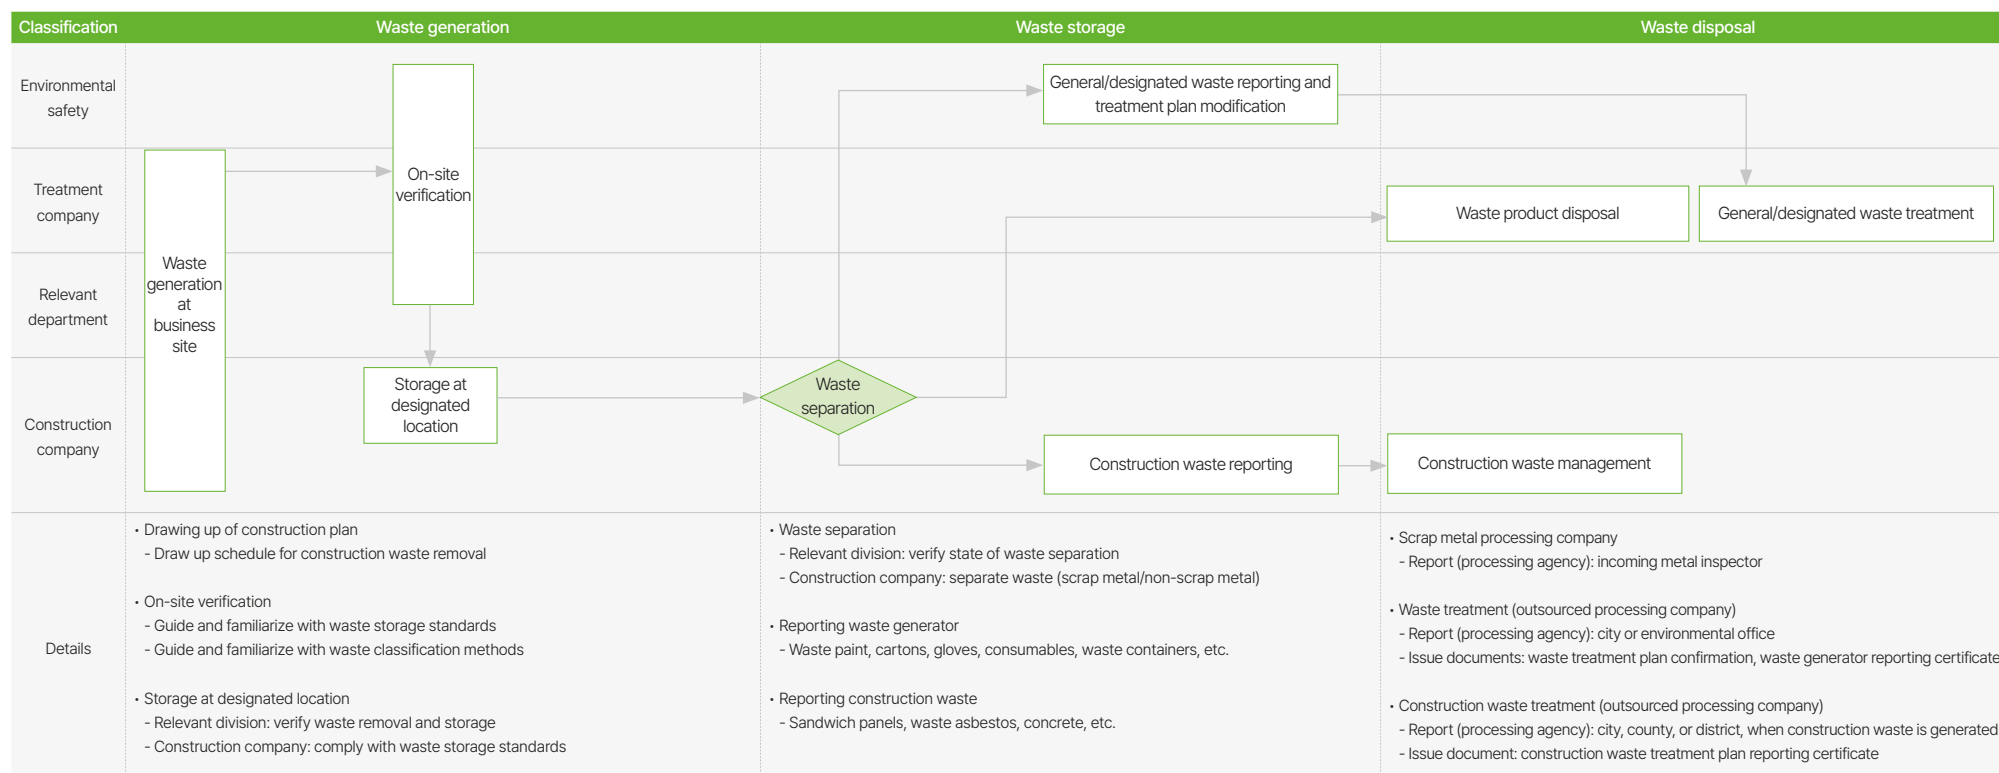 Classification
Waste generation
Waste storage
Waste disposal
Environmental
safety
General/designated waste reporting and
treatment plan modification
Treatment
company
On-site
verification
Waste product disposal
General/designated waste treatment
Relevant
department
Waste
generation
at
business
site
Construction
company
Storage at
designated
location
Waste
separation
Construction waste reporting
Construction waste management
Details
• Drawing up of construction plan
- Draw up schedule for construction waste removal
• On-site verification
- Guide and familiarize with waste storage standards
- Guide and familiarize with waste classification methods
• Storage at designated location
- Relevant division: verify waste removal and storage
- Construction company: comply with waste storage standards
• Waste separation
- Relevant division: verify state of waste separation
- Construction company: separate waste (scrap metal/non-scrap metal)
• Reporting waste generator
- Waste paint, cartons, gloves, consumables, waste containers, etc.
• Reporting construction waste
- Sandwich panels, waste asbestos, concrete, etc.
• Scrap metal processing company
- Report (processing agency): incoming metal inspector
• Waste treatment (outsourced processing company)
- Report (processing agency): city or environmental office
- Issue documents: waste treatment plan confirmation, waste generator reporting certificate
• Construction waste treatment (outsourced processing company)
- Report (processing agency): city, county, or district, when construction waste is generated
- Issue document: construction waste treatment plan reporting certificate